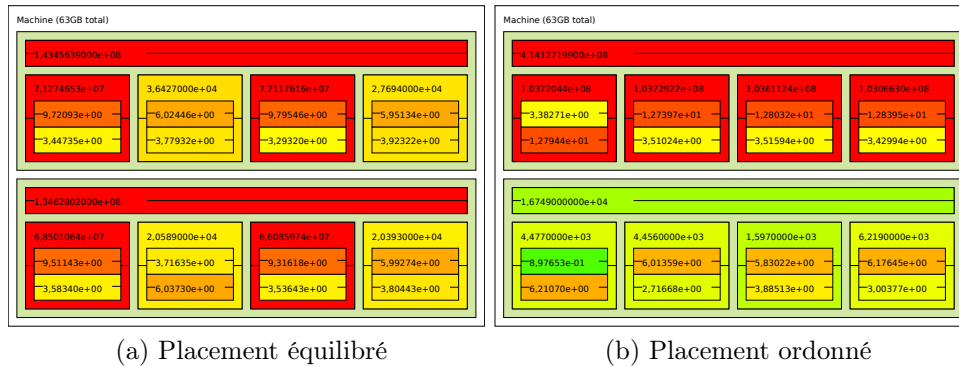 Machine (63GB total)
1,4345639000e+08
7,1274653e+07
9,72093e+00
3,44735e+00
3,6427000e+04
6,02446e+00
3,77932e+00
7,2117616e+07
9,79546e+00
3,29320e+00
2,7694000e+04
5,95134e+00
3,92322e+00
1,3462802000e+08
6,8501064e+07
9,51143e+00
3,58340e+00
2,0589000e+04
3,71635e+00
6,03730e+00
6,6085974e+07
9,31618e+00
3,53643e+00
2,0393000e+04
5,99274e+00
3,80443e+00
(a) Placement équilibré
Machine (63GB total)
4,1412719900e+08
1,0372044e+08
3,38271e+00
1,27944e+01
1,0372922e+08
1,27397e+01
3,51024e+00
1,0361124e+08
1,28032e+01
3,51594e+00
1,0306630e+08
1,28395e+01
3,42994e+00
1,6749000000e+04
4,4770000e+03
8,97653e-01
6,21070e+00
4,4560000e+03
6,01359e+00
2,71668e+00
1,5970000e+03
5,83022e+00
3,88513e+00
6,2190000e+03
6,17645e+00
3,00377e+00
(b) Placement ordonné